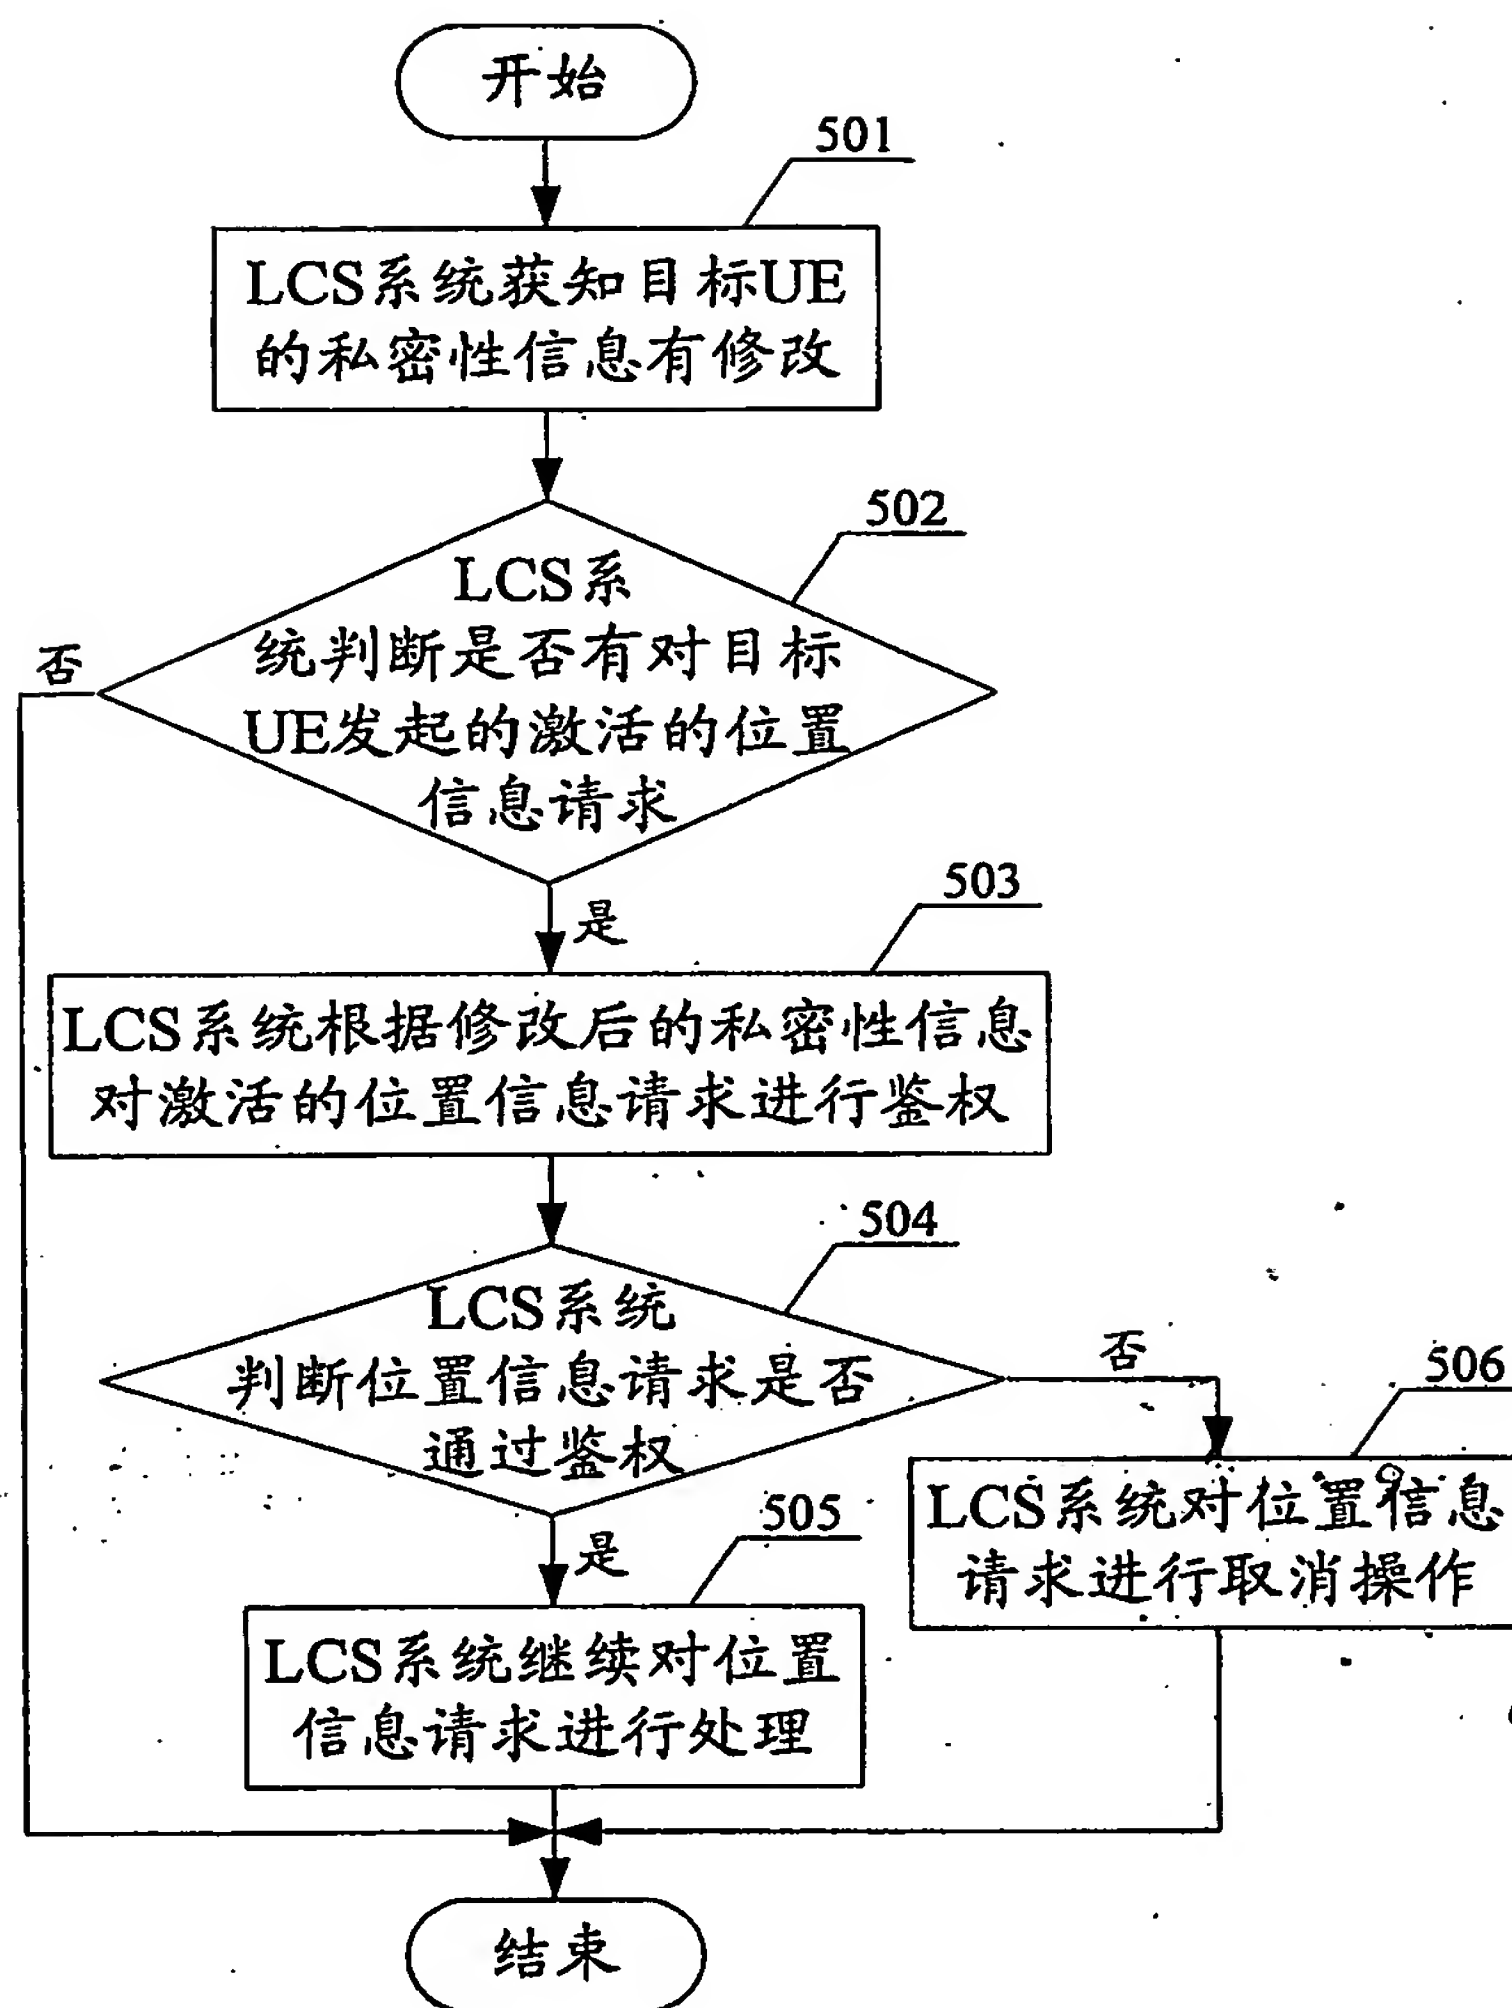 开始
501
LCS系统获知目标UE
的私密性信息有修改
502
LCS系
统判断是否有对目标
UE发起的激活的位置
信息请求
否
是
503
LCS系统根据修改后的私密性信息
对激活的位置信息请求进行鉴权
504
LCS系统
判断位置信息请求是否
通过鉴权
否
506
LCS系统对位置信息
请求进行取消操作
是
505
LCS系统继续对位置
信息请求进行处理
结束